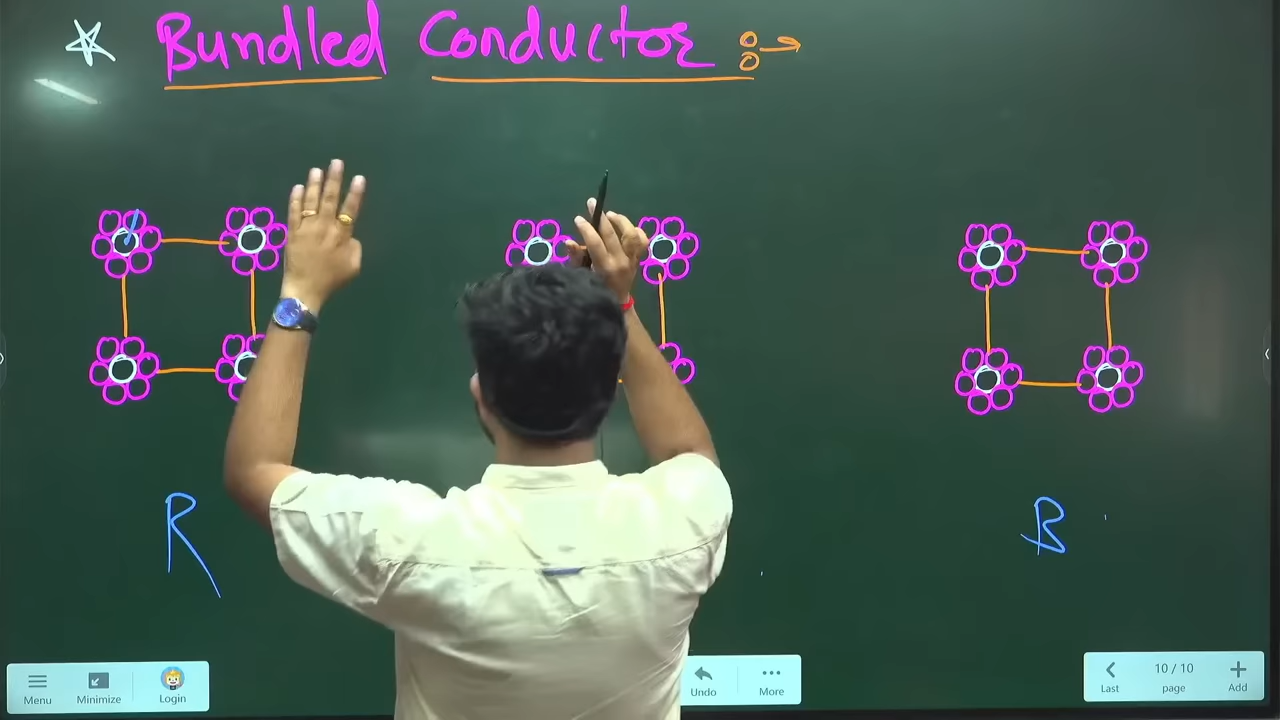 Bundled Conductor :→
R
B
Menu
Minimize
Login
Undo
More
Last
10 / 10
page
Add